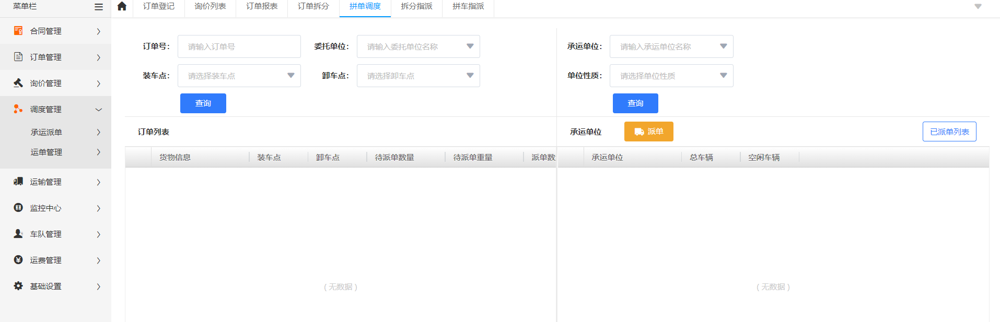 菜单栏
订单登记 询价列表 订单报表 订单拆分 拼单调度 拆分指派 拼车指派
合同管理
订单管理
询价管理
调度管理
承运派单
运单管理
运输管理
监控中心
车队管理
运费管理
基础设置
订单号： 请输入订单号 委托单位： 请输入委托单位名称
装车点： 请选择装车点 卸车点： 请选择卸车点
查询
承运单位： 请输入承运单位名称
单位性质： 请选择单位性质
查询
订单列表
货物信息 装车点 卸车点 待派单数量 待派单重量 派单数
( 无数据 )
承运单位 派单 已派单列表
承运单位 总车辆 空闲车辆
( 无数据 )